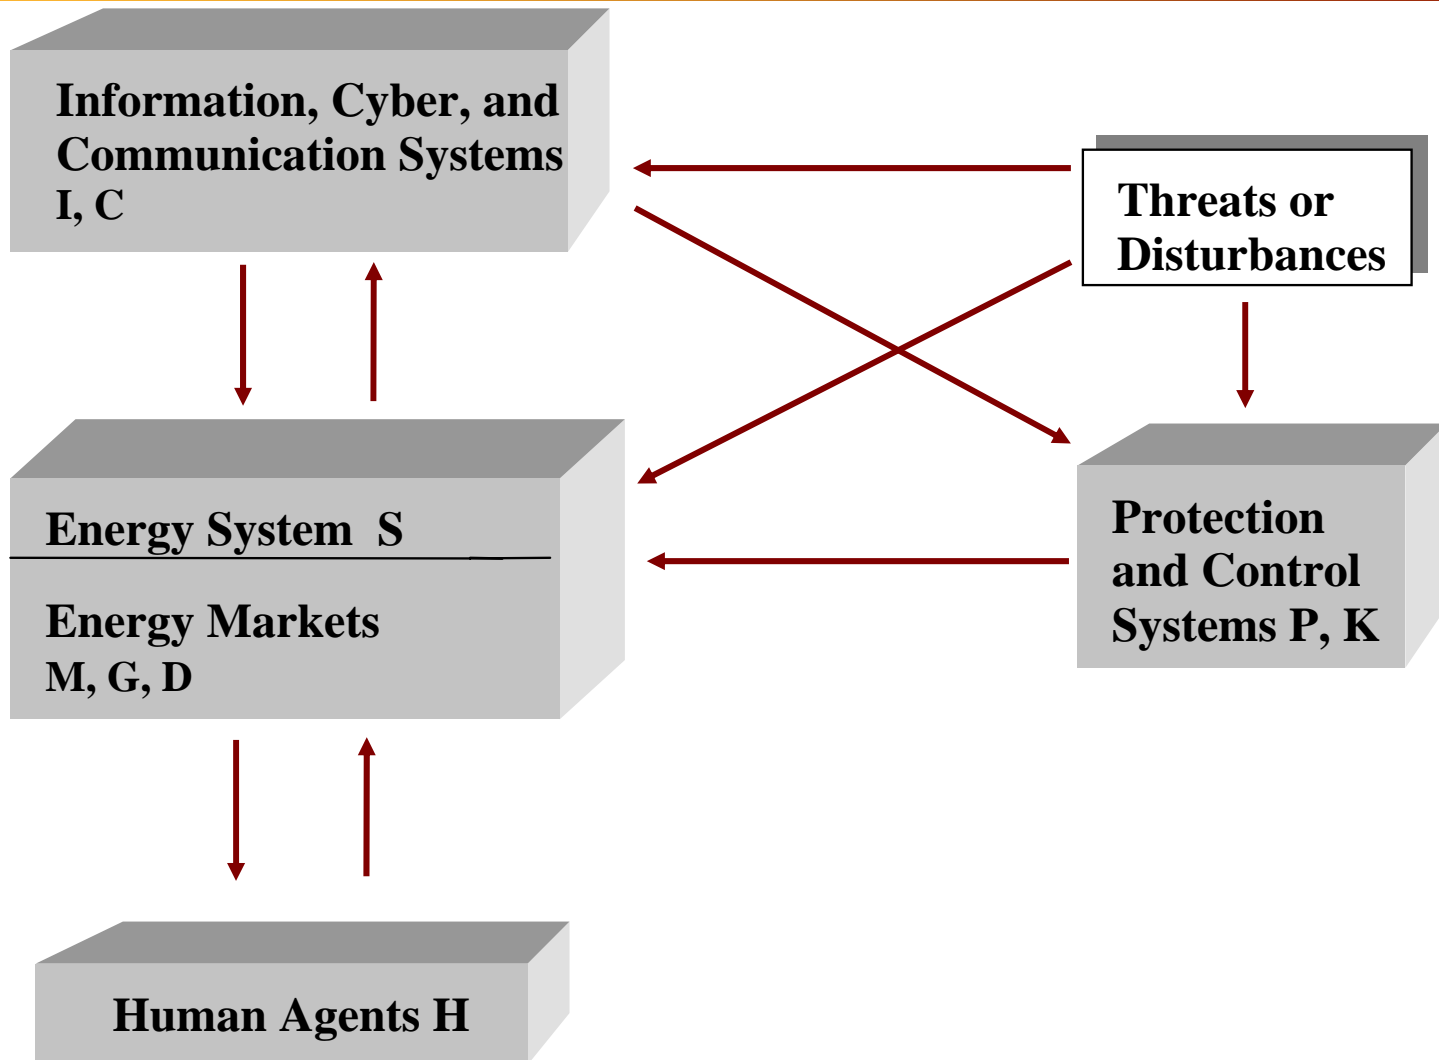 Information, Cyber, and
Communication Systems
I, C
Threats or
Disturbances
Energy System S
Energy Markets
M, G, D
Protection
and Control
Systems P, K
Human Agents H